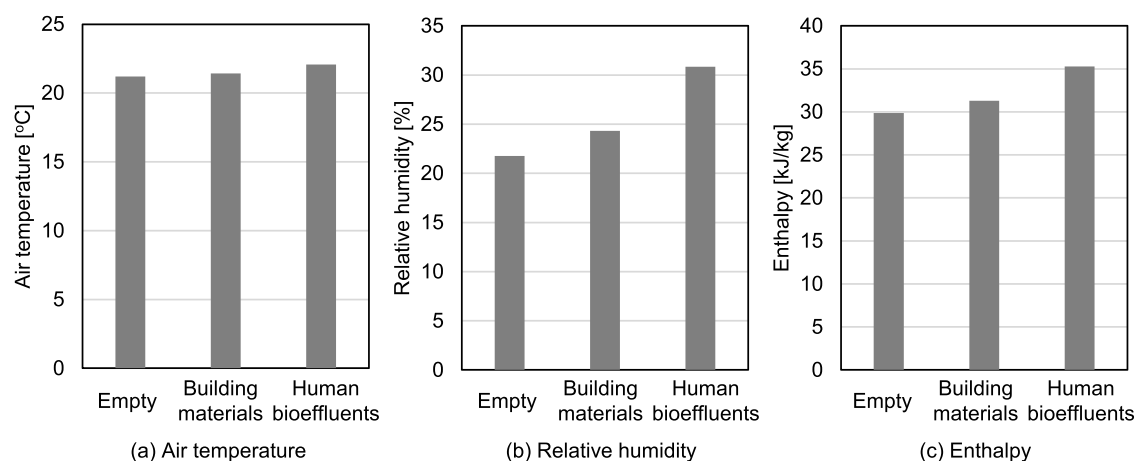 Air temperature [°C]
25
20
15
10
5
0
Empty
Building
materials
Human
bioeffluents
(a) Air temperature
Relative humidity [%]
35
30
25
20
15
10
5
0
Empty
Building
materials
Human
bioeffluents
(b) Relative humidity
Enthalpy [kJ/kg]
40
35
30
25
20
15
10
5
0
Empty
Building
materials
Human
bioeffluents
(c) Enthalpy